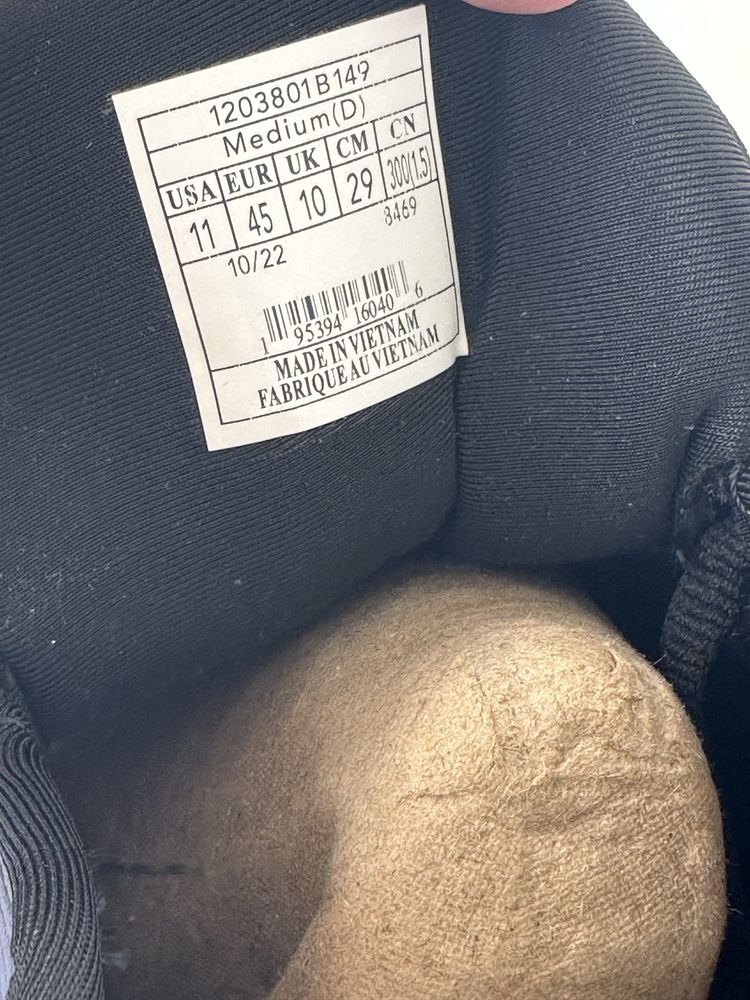 1203801B149
Medium(D)
USA EUR UK CM CN
11 45 10 29 300(1.5)
10/22 8469
1 95394 16040 6
MADE IN VIETNAM
FABRIQUE AU VIETNAM